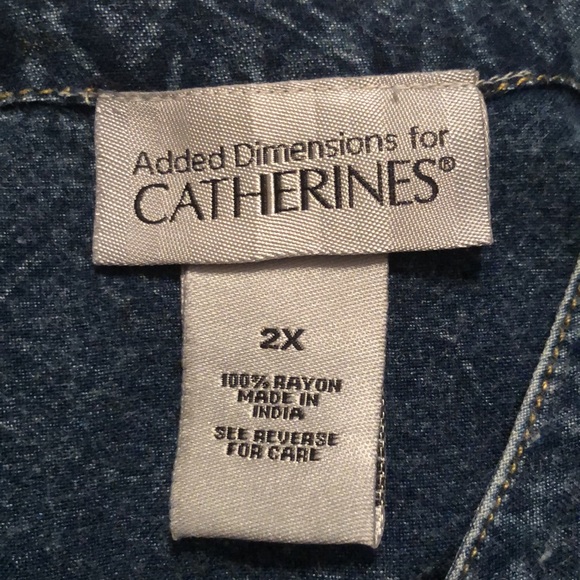 Added Dimensions for
CATHERINES®
2X
100% RAYON
MADE IN
INDIA
SEE REVERSE
FOR CARE